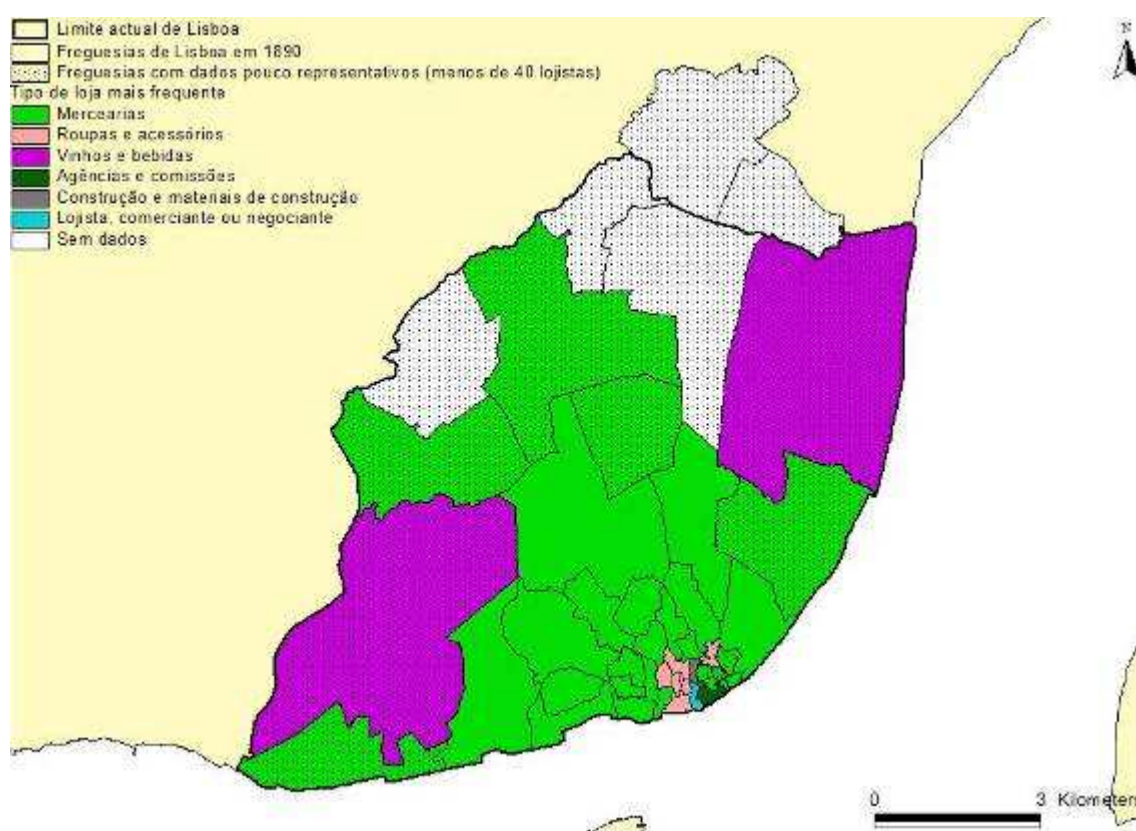 Limite actual de Lisboa
Freguesias de Lisboa em 1890
Freguesias com dados pouco representativos (menos de 40 lojistas)
Tipo de loja mais frequente
Mercearias
Roupas e acessórios
Vinhos e bebidas
Agências e comissões
Construção e materiais de construção
Lojista, comerciante ou negociante
Sem dados
N
0 3 Kilometers